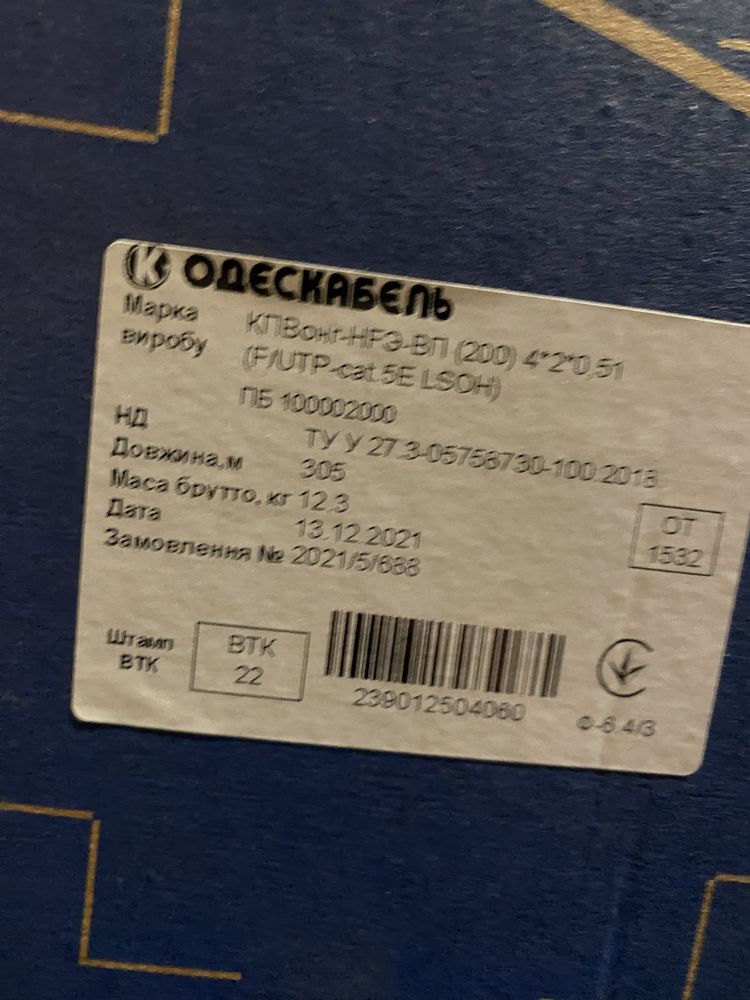 ОДЕСКАБЕЛЬ
Марка виробу КПВонг-HFЭ-ВП (200) 4*2*0,51
(F/UTP-cat.5E LSOH)
ПБ 100002000
НД ТУ У 27.3-05758730-100:2018
Довжина,м 305
Маса брутто, кг 12.3
Дата 13.12.2021
Замовлення № 2021/5/688
ОТ
1532
Штамп ВТК
ВТК
22
239012504060
Ф-6.4/3